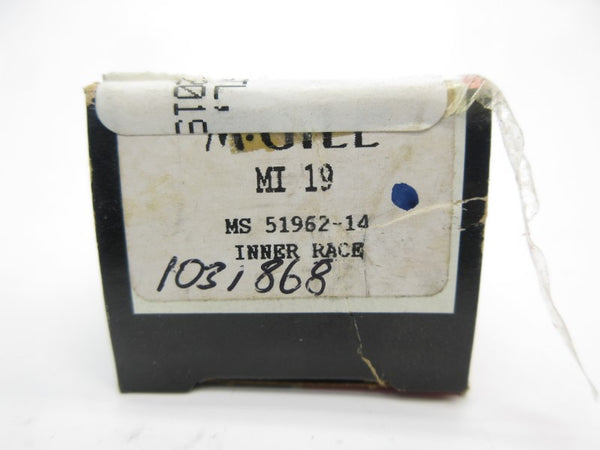 McGILL
MI 19
MS 51962-14
INNER RACE
1031868